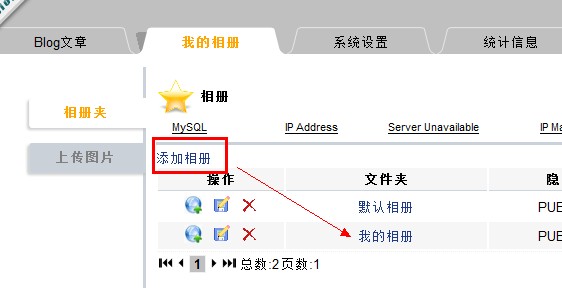 Blog文章 我的相册 系统设置 统计信息
相册夹
上传图片
相册
MySQL IP Address Server Unavailable IP Ma
添加相册
操作 文件夹 隐
默认相册 PUE
我的相册 PUE
1 总数:2页数:1